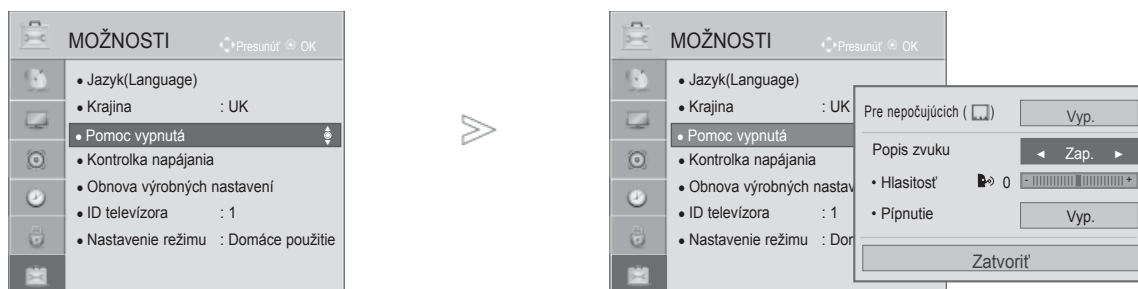 MOŽNOSTI Presunúť OK
• Jazyk(Language)
• Krajina : UK
• Pomoc vypnutá
• Kontrolka napájania
• Obnova výrobných nastavení
• ID televízora : 1
• Nastavenie režimu : Domáce použitie
MOŽNOSTI Presunúť OK
• Jazyk(Language)
• Krajina : UK
• Pomoc vypnutá
• Kontrolka napájania
• Obnova výrobných nastav
• ID televízora : 1
• Nastavenie režimu : Dor
Pre nepočujúcich ( ) Vyp.
Popis zvuku ◄ Zap. ►
• Hlasitosť 0 - +
• Pípnutie Vyp.
Zatvoriť